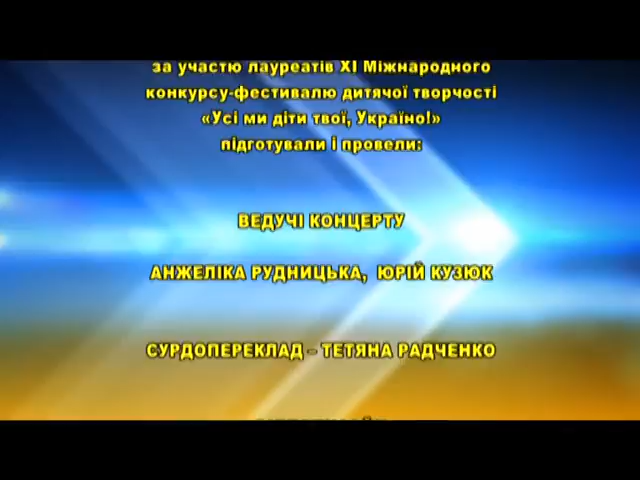 за участю лауреатів XI Міжнародного
конкурсу-фестивалю дитячої творчості
«Усі ми діти твої, Україно!»
підготували і провели:
ВЕДУЧІ КОНЦЕРТУ
АНЖЕЛІКА РУДНИЦЬКА, ЮРІЙ КУЗЮК
СУРДОПЕРЕКЛАД – ТЕТЯНА РАДЧЕНКО